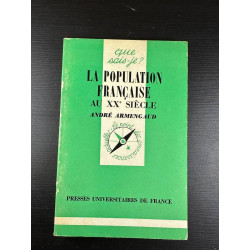 que
sais-je?
LA POPULATION
FRANÇAISE
AU XXᵉ SIÈCLE
ANDRÉ ARMENGAUD
PRESSES UNIVERSITAIRES DE FRANCE